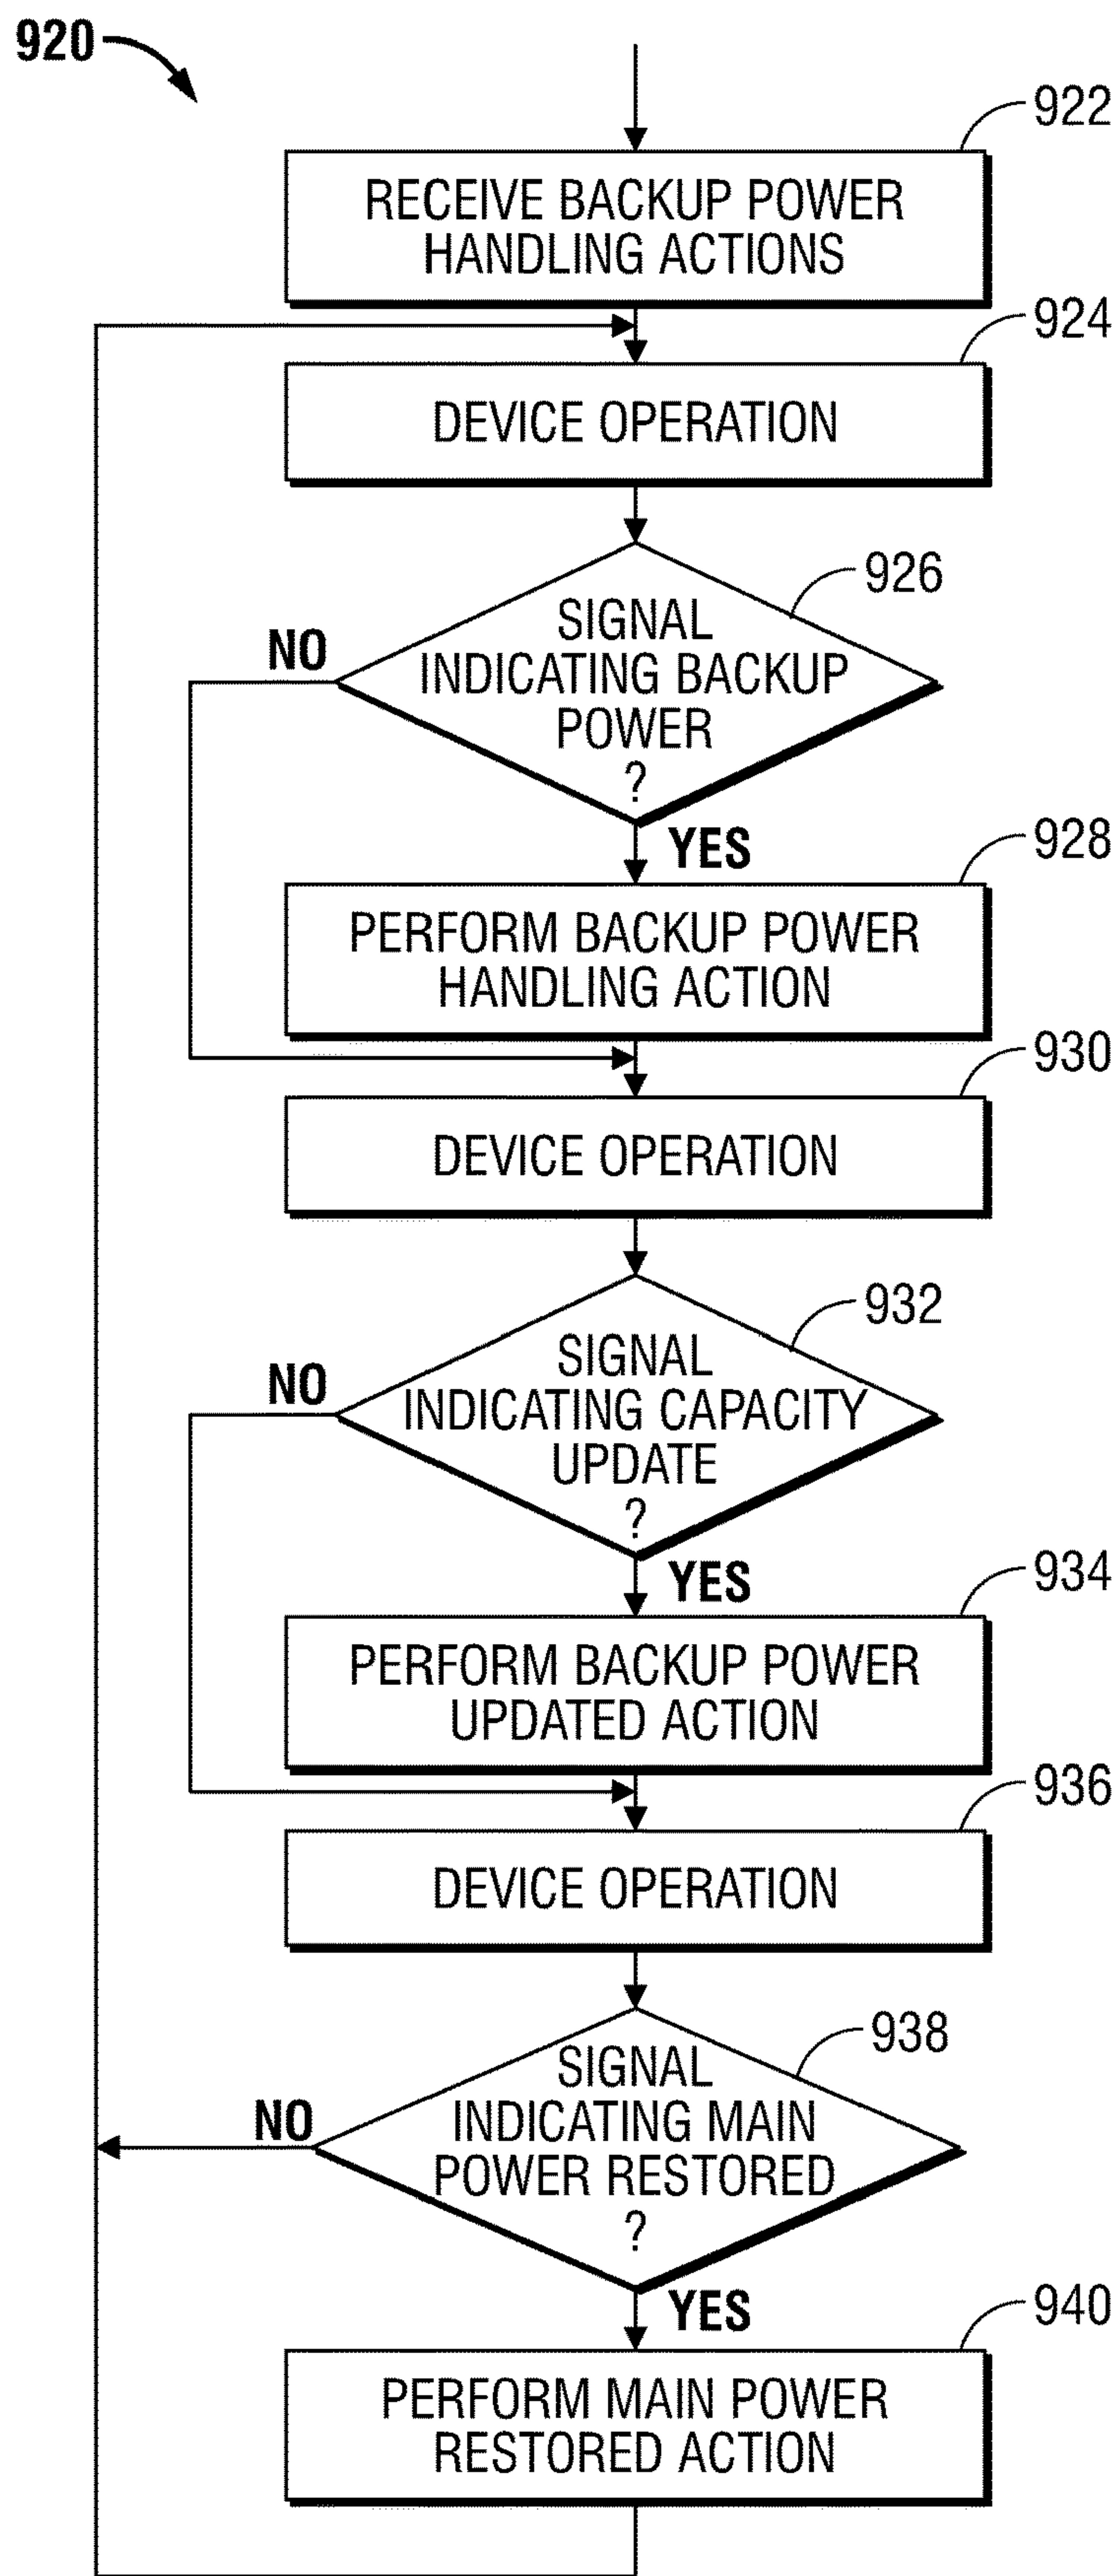 920
922
RECEIVE BACKUP POWER
HANDLING ACTIONS
924
DEVICE OPERATION
926
SIGNAL
INDICATING BACKUP
POWER
?
NO
YES
928
PERFORM BACKUP POWER
HANDLING ACTION
930
DEVICE OPERATION
932
SIGNAL
INDICATING CAPACITY
UPDATE
?
NO
YES
934
PERFORM BACKUP POWER
UPDATED ACTION
936
DEVICE OPERATION
938
SIGNAL
INDICATING MAIN
POWER RESTORED
?
NO
YES
940
PERFORM MAIN POWER
RESTORED ACTION